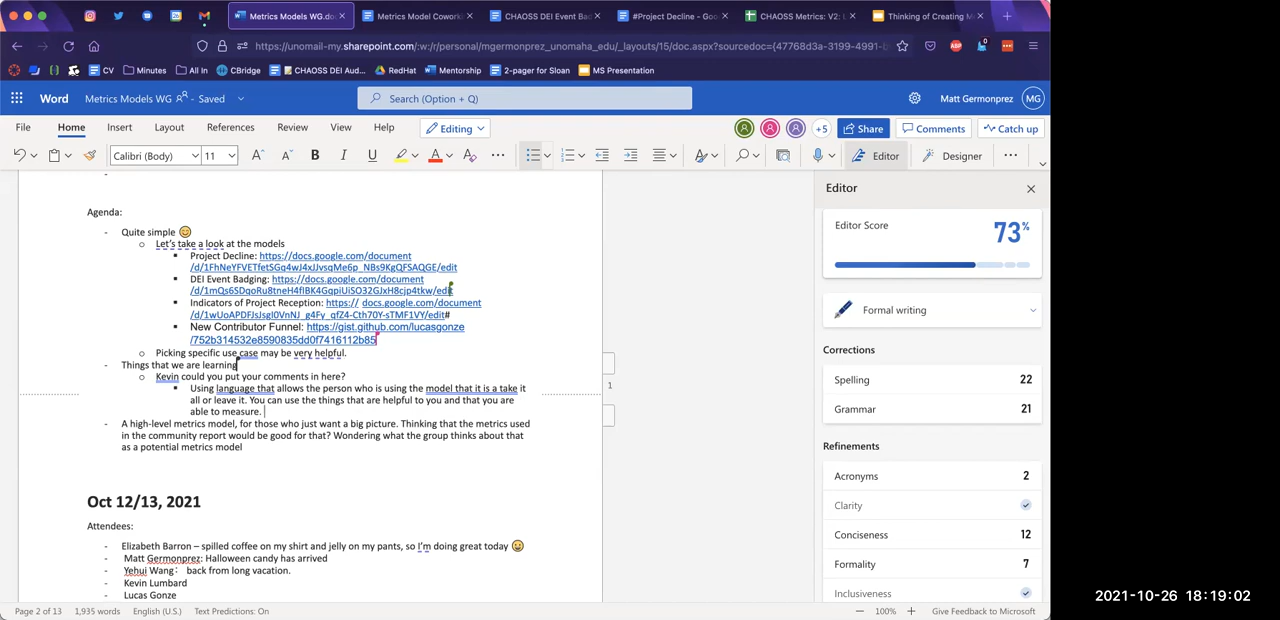 Metrics Models WG.do
Metrics Model Cowork
CHAOSS DEI Event Ba
#Project Decline - Goo
CHAOSS Metrics: V2: L
Thinking of Creating M
https://unomail-my.sharepoint.com/:w:/r/personal/mgermonprez_unomaha_edu/_layouts/15/doc.aspx?sourcedoc={47768d3a-3199-4991-b
CV Minutes All In CBridge CHAOSS DEI Aud... RedHat Mentorship 2-pager for Sloan MS Presentation
Word Metrics Models WG - Saved Search (Option + Q) Matt Germonprez MG
File Home Insert Layout References Review View Help Editing +5 Share Comments Catch up
Calibri (Body) 11 B I U A Editor Designer
Editor
Agenda:
- Quite simple 😊
o Let's take a look at the models
▪ Project Decline: https://docs.google.com/document
/d/1FhNeYFVETfetSGq4wJ4xJJvsqMe6p_NBs9KgQFSAQGE/edit
▪ DEI Event Badging: https://docs.google.com/document
/d/1mQs6SDqoRu8tneH4flBK4GqpiUiSO32GJxH8cjp4tkw/edit
▪ Indicators of Project Reception: https:// docs.google.com/document
/d/1wUoAPDFJsJsgI0VnNJ_g4Fy_qfZ4-Cth70Y-sTMF1VY/edit#
▪ New Contributor Funnel: https://gist.github.com/lucasgonze
/752b314532e8590835dd0f7416112b85
o Picking specific use case may be very helpful.
- Things that we are learning
o Kevin could you put your comments in here?
▪ Using language that allows the person who is using the model that it is a take it
all or leave it. You can use the things that are helpful to you and that you are
able to measure.
- A high-level metrics model, for those who just want a big picture. Thinking that the metrics used
in the community report would be good for that? Wondering what the group thinks about that
as a potential metrics model
Oct 12/13, 2021
Attendees:
- Elizabeth Barron – spilled coffee on my shirt and jelly on my pants, so I'm doing great today 😀
- Matt Germonprez: Halloween candy has arrived
- Yehui Wang： back from long vacation.
- Kevin Lumbard
- Lucas Gonze
1
Editor Score 73%
Formal writing
Corrections
Spelling 22
Grammar 21
Refinements
Acronyms 2
Clarity
Conciseness 12
Formality 7
Inclusiveness
Page 2 of 13 1,935 words English (U.S.) Text Predictions: On 100% Give Feedback to Microsoft
2021-10-26 18:19:02